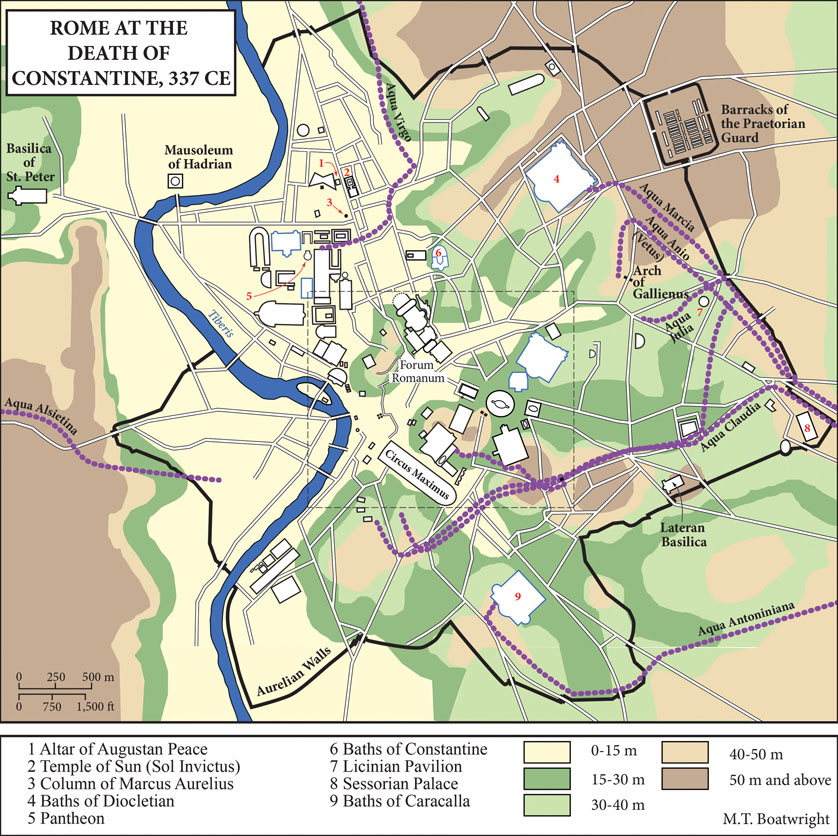 ROME AT THE
DEATH OF
CONSTANTINE, 337 CE
Basilica
of
St. Peter
Mausoleum
of Hadrian
Aqua Virgo
Barracks of
the Praetorian
Guard
1
2
3
4
Aqua Marcia
Aqua Anio
(Vetus)
Arch
of
Gallienus
5
6
7
Aqua
Julia
Tiberis
Forum
Romanum
Aqua Alsietina
Aqua Claudia
8
Circus Maximus
Lateran
Basilica
9
Aqua Antoniniana
Aurelian Walls
0 250 500 m
0 750 1,500 ft
1 Altar of Augustan Peace
2 Temple of Sun (Sol Invictus)
3 Column of Marcus Aurelius
4 Baths of Diocletian
5 Pantheon
6 Baths of Constantine
7 Licinian Pavilion
8 Sessorian Palace
9 Baths of Caracalla
0-15 m
15-30 m
30-40 m
40-50 m
50 m and above
M.T. Boatwright